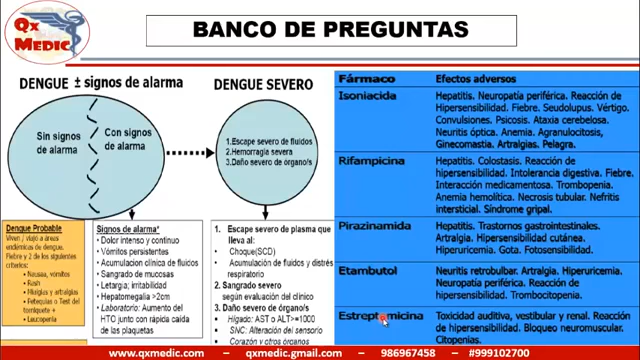 Qx
MEDIC
BANCO DE PREGUNTAS
DENGUE ± signos de alarma
DENGUE SEVERO
Sin signos
de alarma
Con signos
de alarma
1.Escape severo de fluidos
2.Hemorragia severa
3.Daño severo de órgano/s
Dengue Probable
Viven / viajó a áreas
endémicas de dengue.
Fiebre y 2 de los siguientes
criterios:
• Nausea, vómitos
• Rash
• Mialgias y artralgias
• Petequias o Test del
torniquete +
• Leucopenia
Signos de alarma*
• Dolor intenso y continuo
• Vómitos persistentes
• Acumulacion clínica de fluidos
• Sangrado de mucosas
• Letargia; irritabilidad
• Hepatomegalia >2cm
• Laboratorio: Aumento del
HTO junto con rápida caída
de las plaquetas
1. Escape severo de plasma que
lleva al:
• Choque(SCD)
• Acumulación de fluidos y distrés
respiratorio
2. Sangrado severo
según evaluación del clínico
3. Daño severo de órgano/s
• Hígado: AST o ALT>=1000
• SNC: Alteración del sensorio
• Corazón y otros órganos
Fármaco Efectos adversos
Isoniacida Hepatitis. Neuropatía periférica. Reacción de
Hipersensibilidad. Fiebre. Seudolupus. Vértigo.
Convulsiones. Psicosis. Ataxia cerebelosa.
Neuritis óptica. Anemia. Agranulocitosis,
Ginecomastia. Artralgias. Pelagra.
Rifampicina Hepatitis. Colostasis. Reacción de
hipersensibilidad. Intolerancia digestiva. Fiebre.
Interacción medicamentosa. Trombopenia.
Anemia hemolítica. Necrosis tubular. Nefritis
intersticial. Síndrome gripal.
Pirazinamida Hepatitis. Trastornos gastrointestinales.
Artralgia. Hipersensibilidad cutánea.
Hiperuricemia. Gota. Fotosensibilidad.
Etambutol Neuritis retrobulbar. Artralgia. Hiperuricemia.
Neuropatía periférica. Reacción de
hipersensibilidad. Trombocitopenia.
Estreptomicina Toxicidad auditiva, vestibular y renal. Reacción
de hipersensibilidad. Bloqueo neuromuscular.
Citopenias.
www.qxmedic.com – www.qxmedic.gmail.com – 986967458 – #999102700